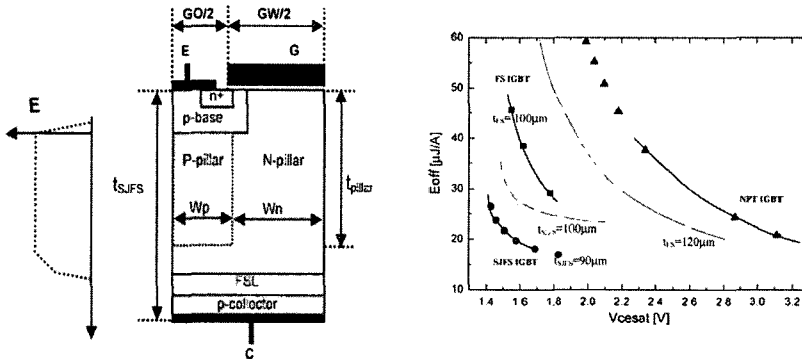 GO/2
GW/2
E
G
E
n+
p-base
P-pillar
N-pillar
tSJFS
tpillar
Wp
Wn
FSL
p-collector
C
Eoff [μJ/A]
60
50
40
30
20
10
FS IGBT
tFS=100μm
NPT IGBT
tSJFS=100μm
tFS=120μm
SJFS IGBT
tSJFS=90μm
1.4 1.6 1.8 2.0 2.2 2.4 2.6 2.8 3.0 3.2
Vcesat [V]